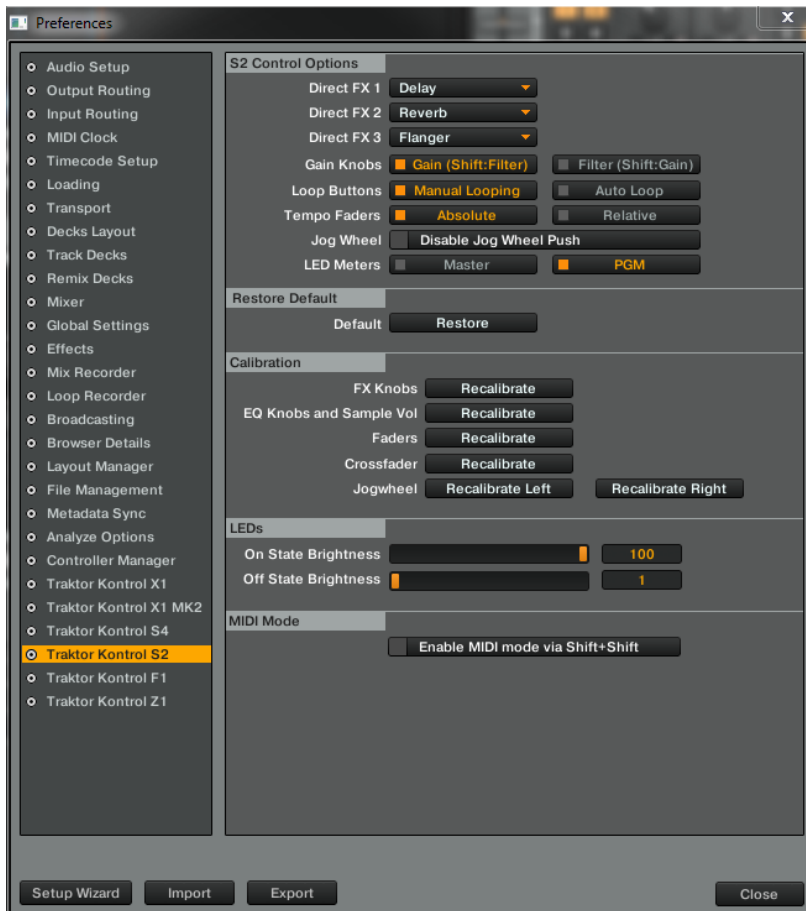 Preferences
x
Audio Setup
Output Routing
Input Routing
MIDI Clock
Timecode Setup
Loading
Transport
Decks Layout
Track Decks
Remix Decks
Mixer
Global Settings
Effects
Mix Recorder
Loop Recorder
Broadcasting
Browser Details
Layout Manager
File Management
Metadata Sync
Analyze Options
Controller Manager
Traktor Kontrol X1
Traktor Kontrol X1 MK2
Traktor Kontrol S4
Traktor Kontrol S2
Traktor Kontrol F1
Traktor Kontrol Z1
S2 Control Options
Direct FX 1 Delay
Direct FX 2 Reverb
Direct FX 3 Flanger
Gain Knobs Gain (Shift:Filter) Filter (Shift:Gain)
Loop Buttons Manual Looping Auto Loop
Tempo Faders Absolute Relative
Jog Wheel Disable Jog Wheel Push
LED Meters Master PGM
Restore Default
Default Restore
Calibration
FX Knobs Recalibrate
EQ Knobs and Sample Vol Recalibrate
Faders Recalibrate
Crossfader Recalibrate
Jogwheel Recalibrate Left Recalibrate Right
LEDs
On State Brightness 100
Off State Brightness 1
MIDI Mode
Enable MIDI mode via Shift+Shift
Setup Wizard Import Export Close